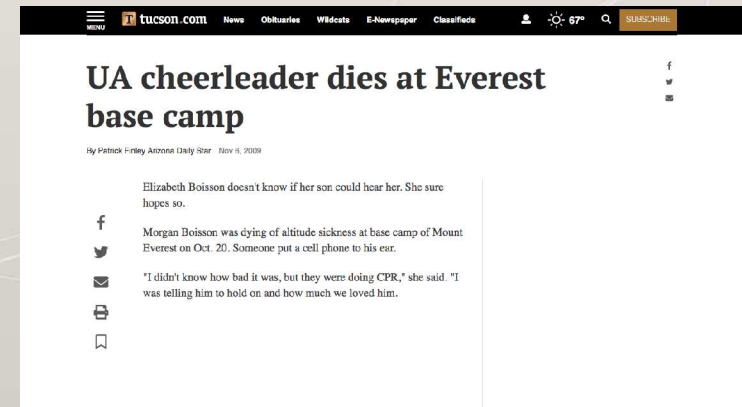 MENU
tucson.com News Obituaries Wildcats E-Newspaper Classifieds 67° SUBSCRIBE
UA cheerleader dies at Everest
base camp
By Patrick Finley Arizona Daily Star Nov 6, 2009
Elizabeth Boisson doesn't know if her son could hear her. She sure
hopes so.
Morgan Boisson was dying of altitude sickness at base camp of Mount
Everest on Oct. 20. Someone put a cell phone to his ear.
"I didn't know how bad it was, but they were doing CPR," she said. "I
was telling him to hold on and how much we loved him.